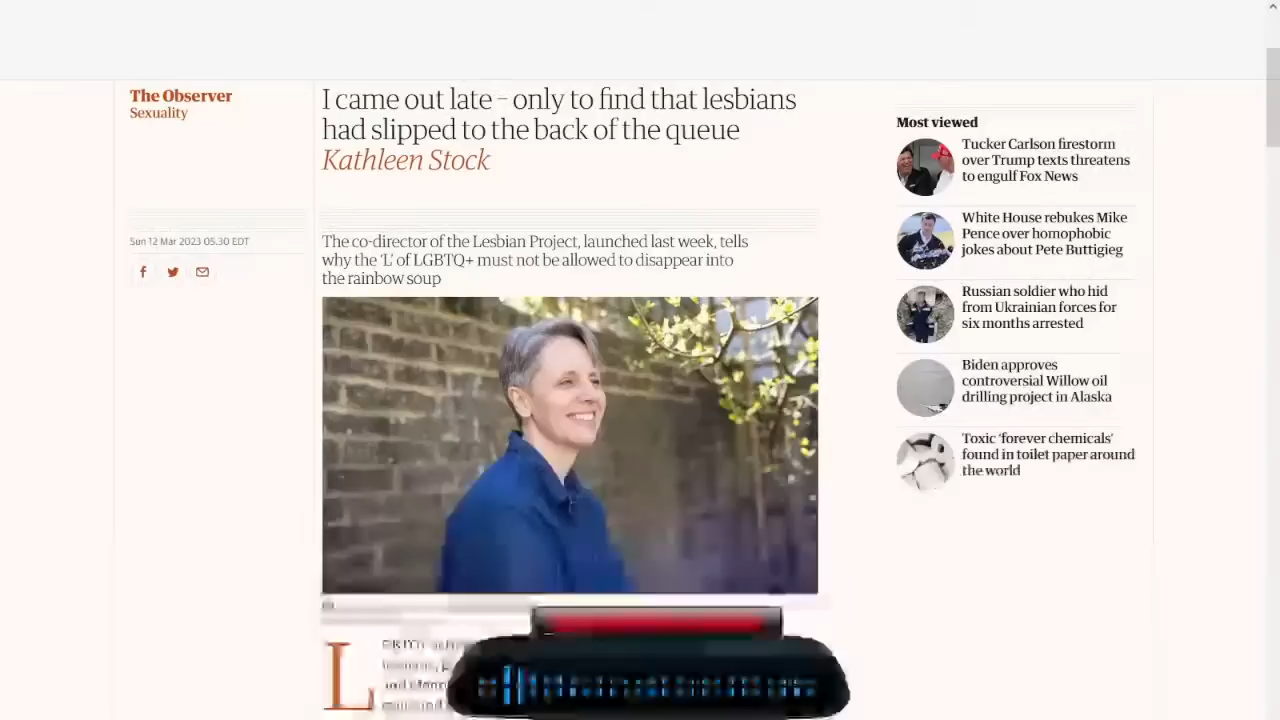 The Observer
Sexuality
I came out late – only to find that lesbians
had slipped to the back of the queue
Kathleen Stock
Sun 12 Mar 2023 05.30 EDT
The co-director of the Lesbian Project, launched last week, tells
why the ‘L’ of LGBTQ+ must not be allowed to disappear into
the rainbow soup
L
Most viewed
Tucker Carlson firestorm
over Trump texts threatens
to engulf Fox News
White House rebukes Mike
Pence over homophobic
jokes about Pete Buttigieg
Russian soldier who hid
from Ukrainian forces for
six months arrested
Biden approves
controversial Willow oil
drilling project in Alaska
Toxic ‘forever chemicals’
found in toilet paper around
the world